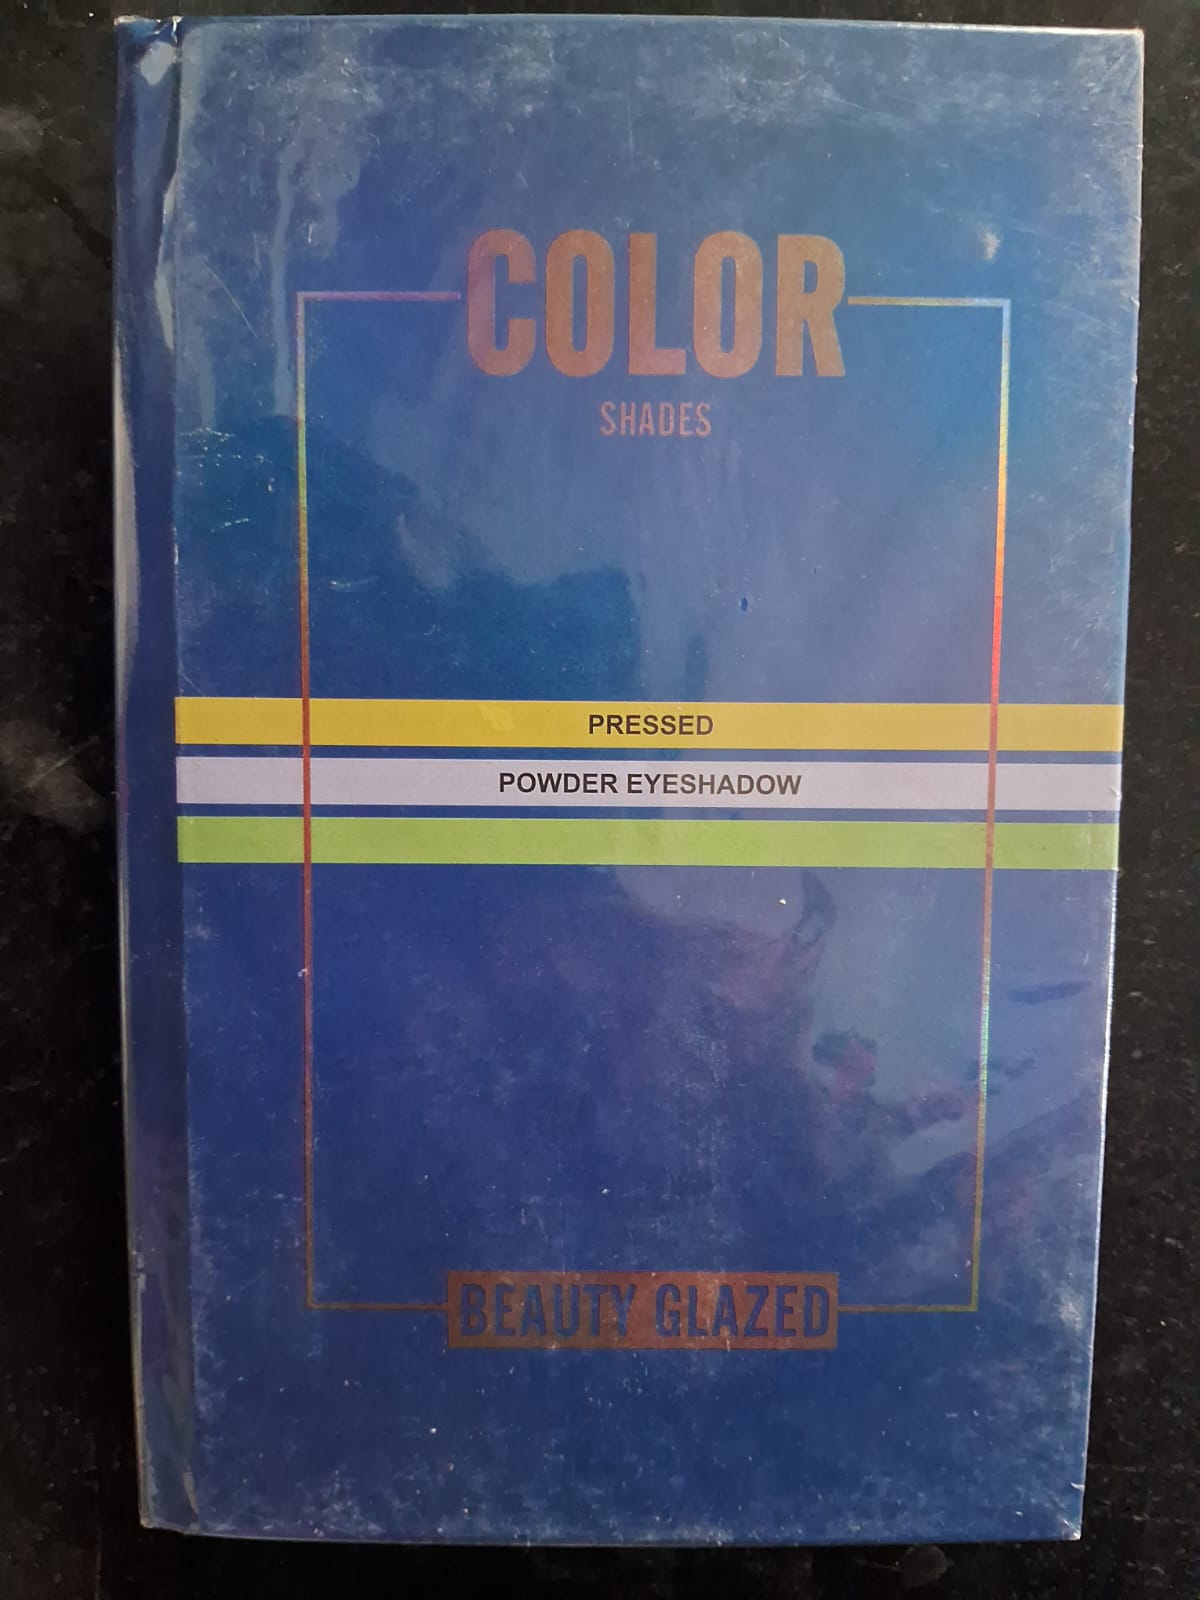 COLOR
SHADES
PRESSED
POWDER EYESHADOW
BEAUTY GLAZED